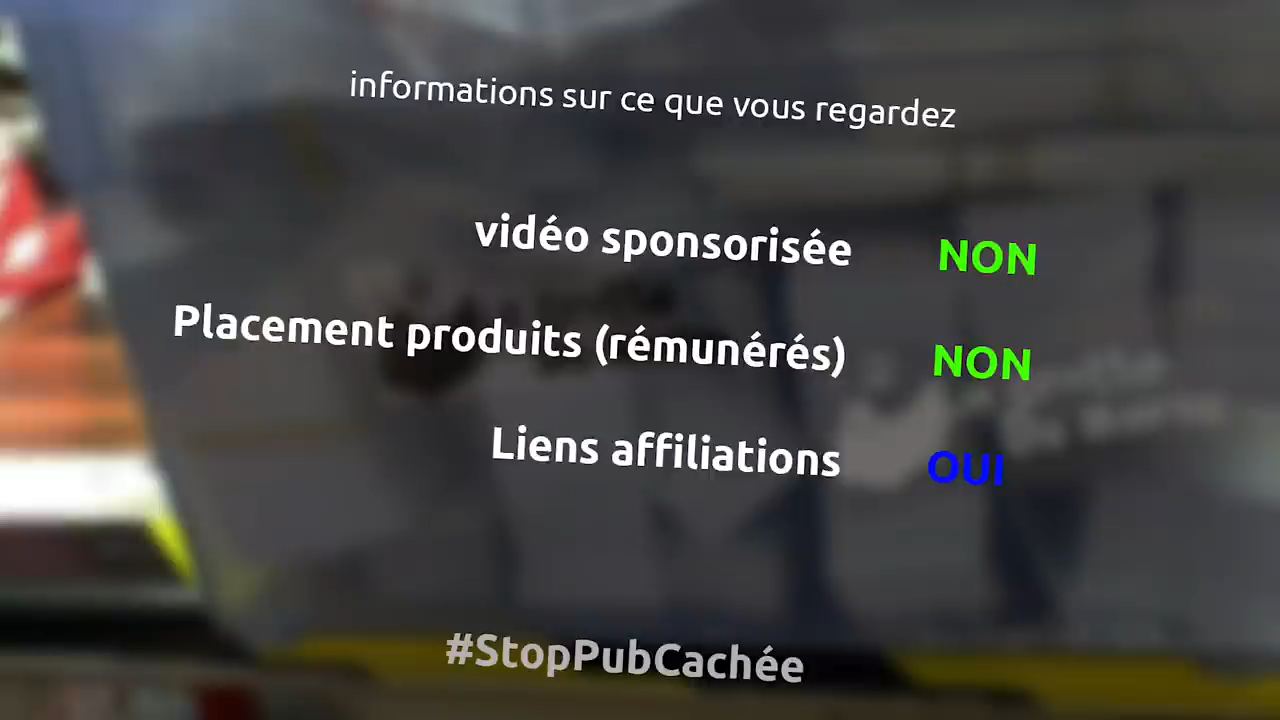 informations sur ce que vous regardez
vidéo sponsorisée NON
Placement produits (rémunérés) NON
Liens affiliations OUI
#StopPubCachée